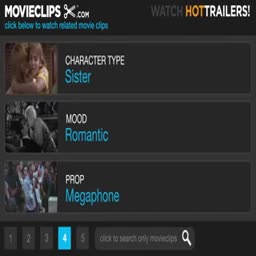 MOVIECLIPS .COM WATCH HOTTRAILERS!
click below to watch related movie clips
CHARACTER TYPE
Sister
MOOD
Romantic
PROP
Megaphone
1 2 3 4 5 click to search only movieclips